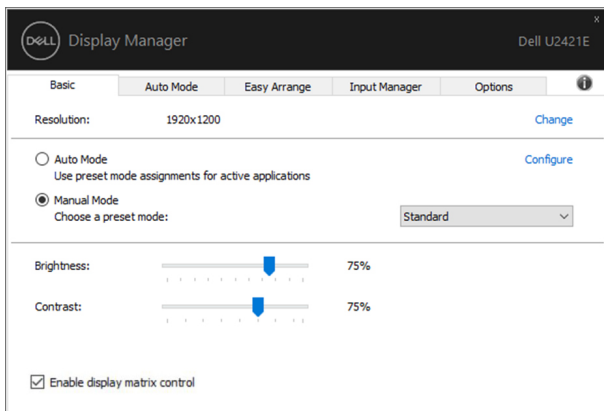 x
DELL Display Manager Dell U2421E
Basic Auto Mode Easy Arrange Input Manager Options i
Resolution: 1920x1200 Change
Auto Mode Configure
Use preset mode assignments for active applications
Manual Mode
Choose a preset mode: Standard
Brightness: 75%
Contrast: 75%
Enable display matrix control